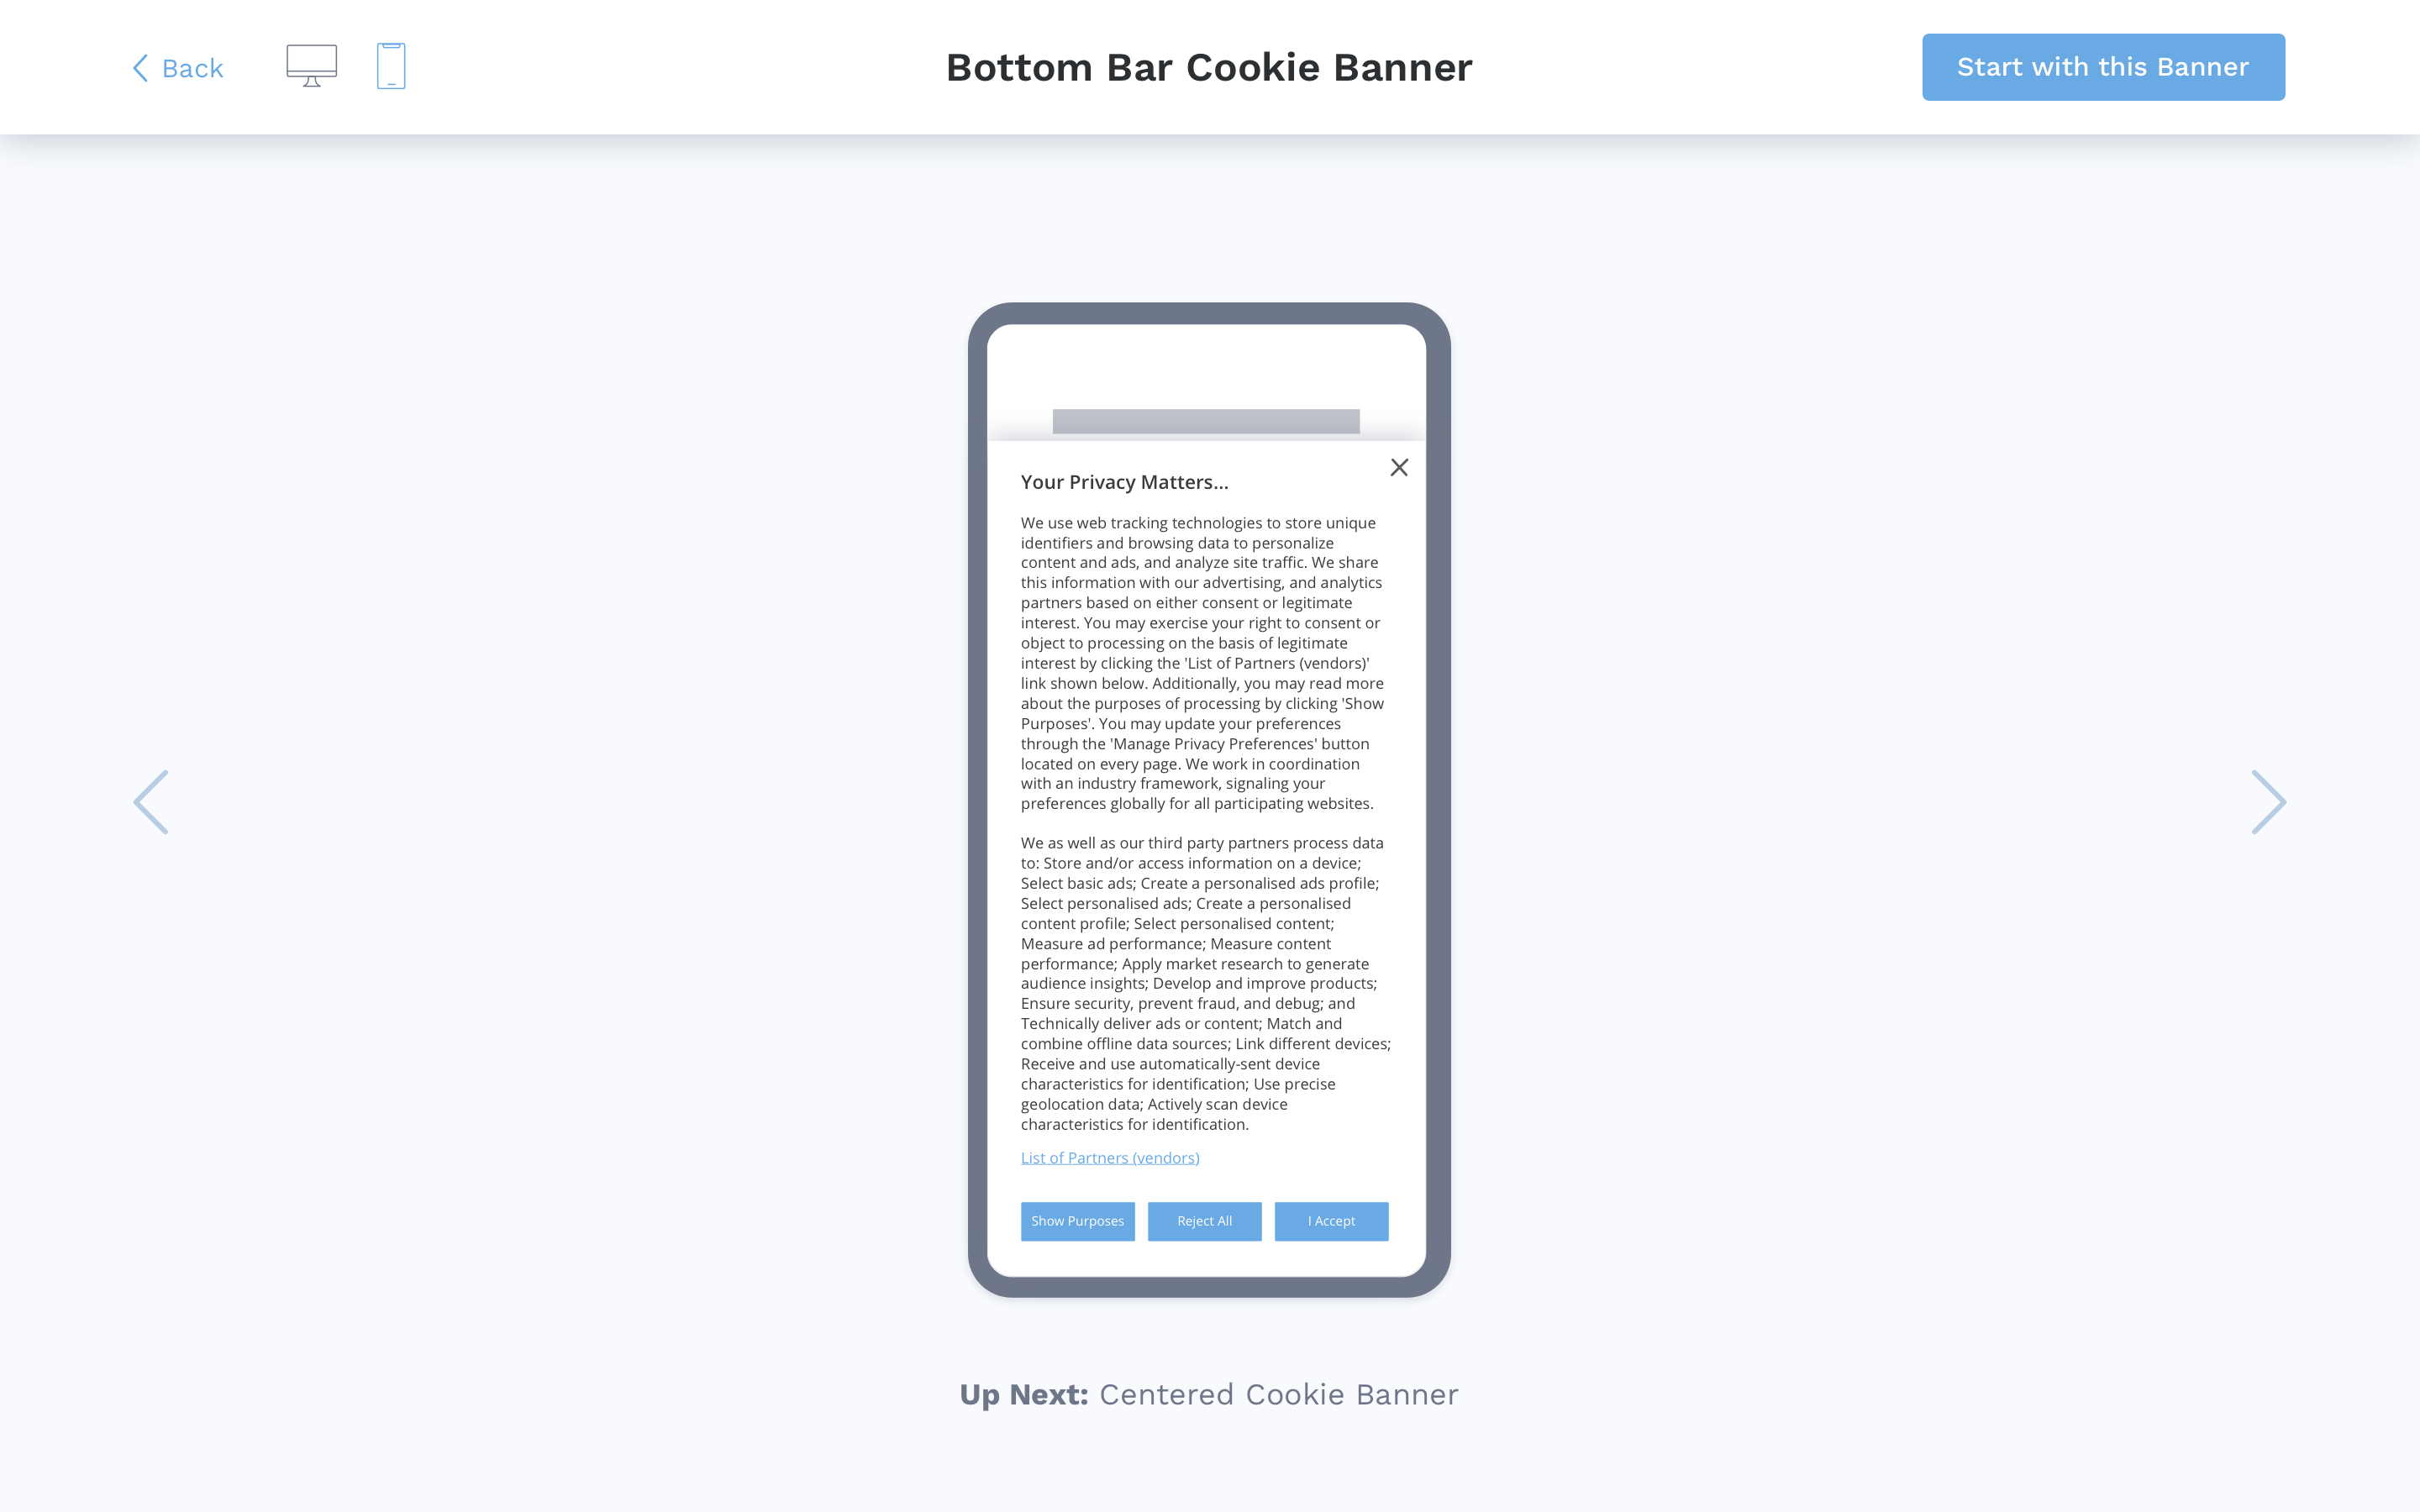 Back
Bottom Bar Cookie Banner
Start with this Banner
Your Privacy Matters...
We use web tracking technologies to store unique
identifiers and browsing data to personalize
content and ads, and analyze site traffic. We share
this information with our advertising, and analytics
partners based on either consent or legitimate
interest. You may exercise your right to consent or
object to processing on the basis of legitimate
interest by clicking the 'List of Partners (vendors)'
link shown below. Additionally, you may read more
about the purposes of processing by clicking 'Show
Purposes'. You may update your preferences
through the 'Manage Privacy Preferences' button
located on every page. We work in coordination
with an industry framework, signaling your
preferences globally for all participating websites.
We as well as our third party partners process data
to: Store and/or access information on a device;
Select basic ads; Create a personalised ads profile;
Select personalised ads; Create a personalised
content profile; Select personalised content;
Measure ad performance; Measure content
performance; Apply market research to generate
audience insights; Develop and improve products;
Ensure security, prevent fraud, and debug; and
Technically deliver ads or content; Match and
combine offline data sources; Link different devices;
Receive and use automatically-sent device
characteristics for identification; Use precise
geolocation data; Actively scan device
characteristics for identification.
List of Partners (vendors)
Show Purposes
Reject All
I Accept
Up Next: Centered Cookie Banner